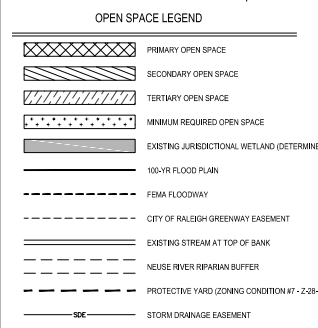 OPEN SPACE LEGEND
PRIMARY OPEN SPACE
SECONDARY OPEN SPACE
TERTIARY OPEN SPACE
MINIMUM REQUIRED OPEN SPACE
EXISTING JURISDICTIONAL WETLAND (DETERMINE
100-YR FLOOD PLAIN
FEMA FLOODWAY
CITY OF RALEIGH GREENWAY EASEMENT
EXISTING STREAM AT TOP OF BANK
NEUSE RIVER RIPARIAN BUFFER
PROTECTIVE YARD (ZONING CONDITION #7 - Z-28-
SDE STORM DRAINAGE EASEMENT